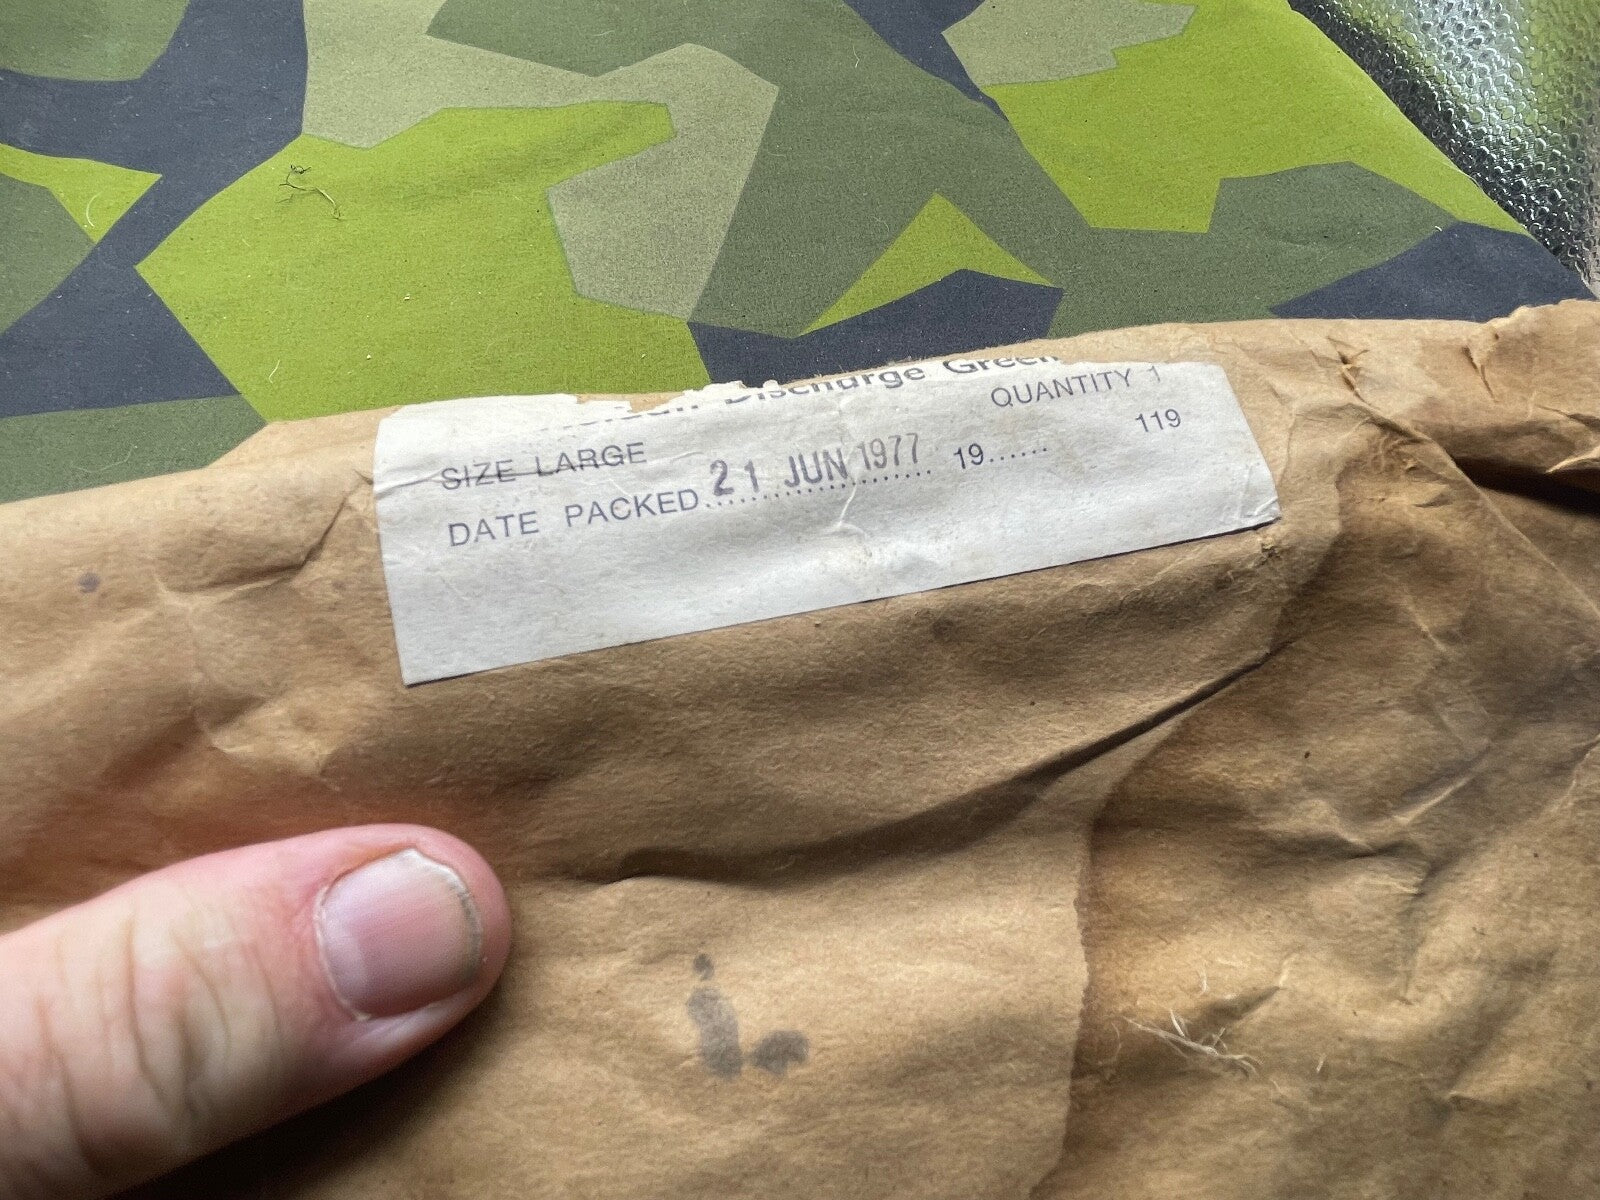 Discharge Green
QUANTITY 1
SIZE LARGE
119
DATE PACKED.....21 JUN 1977..... 19......